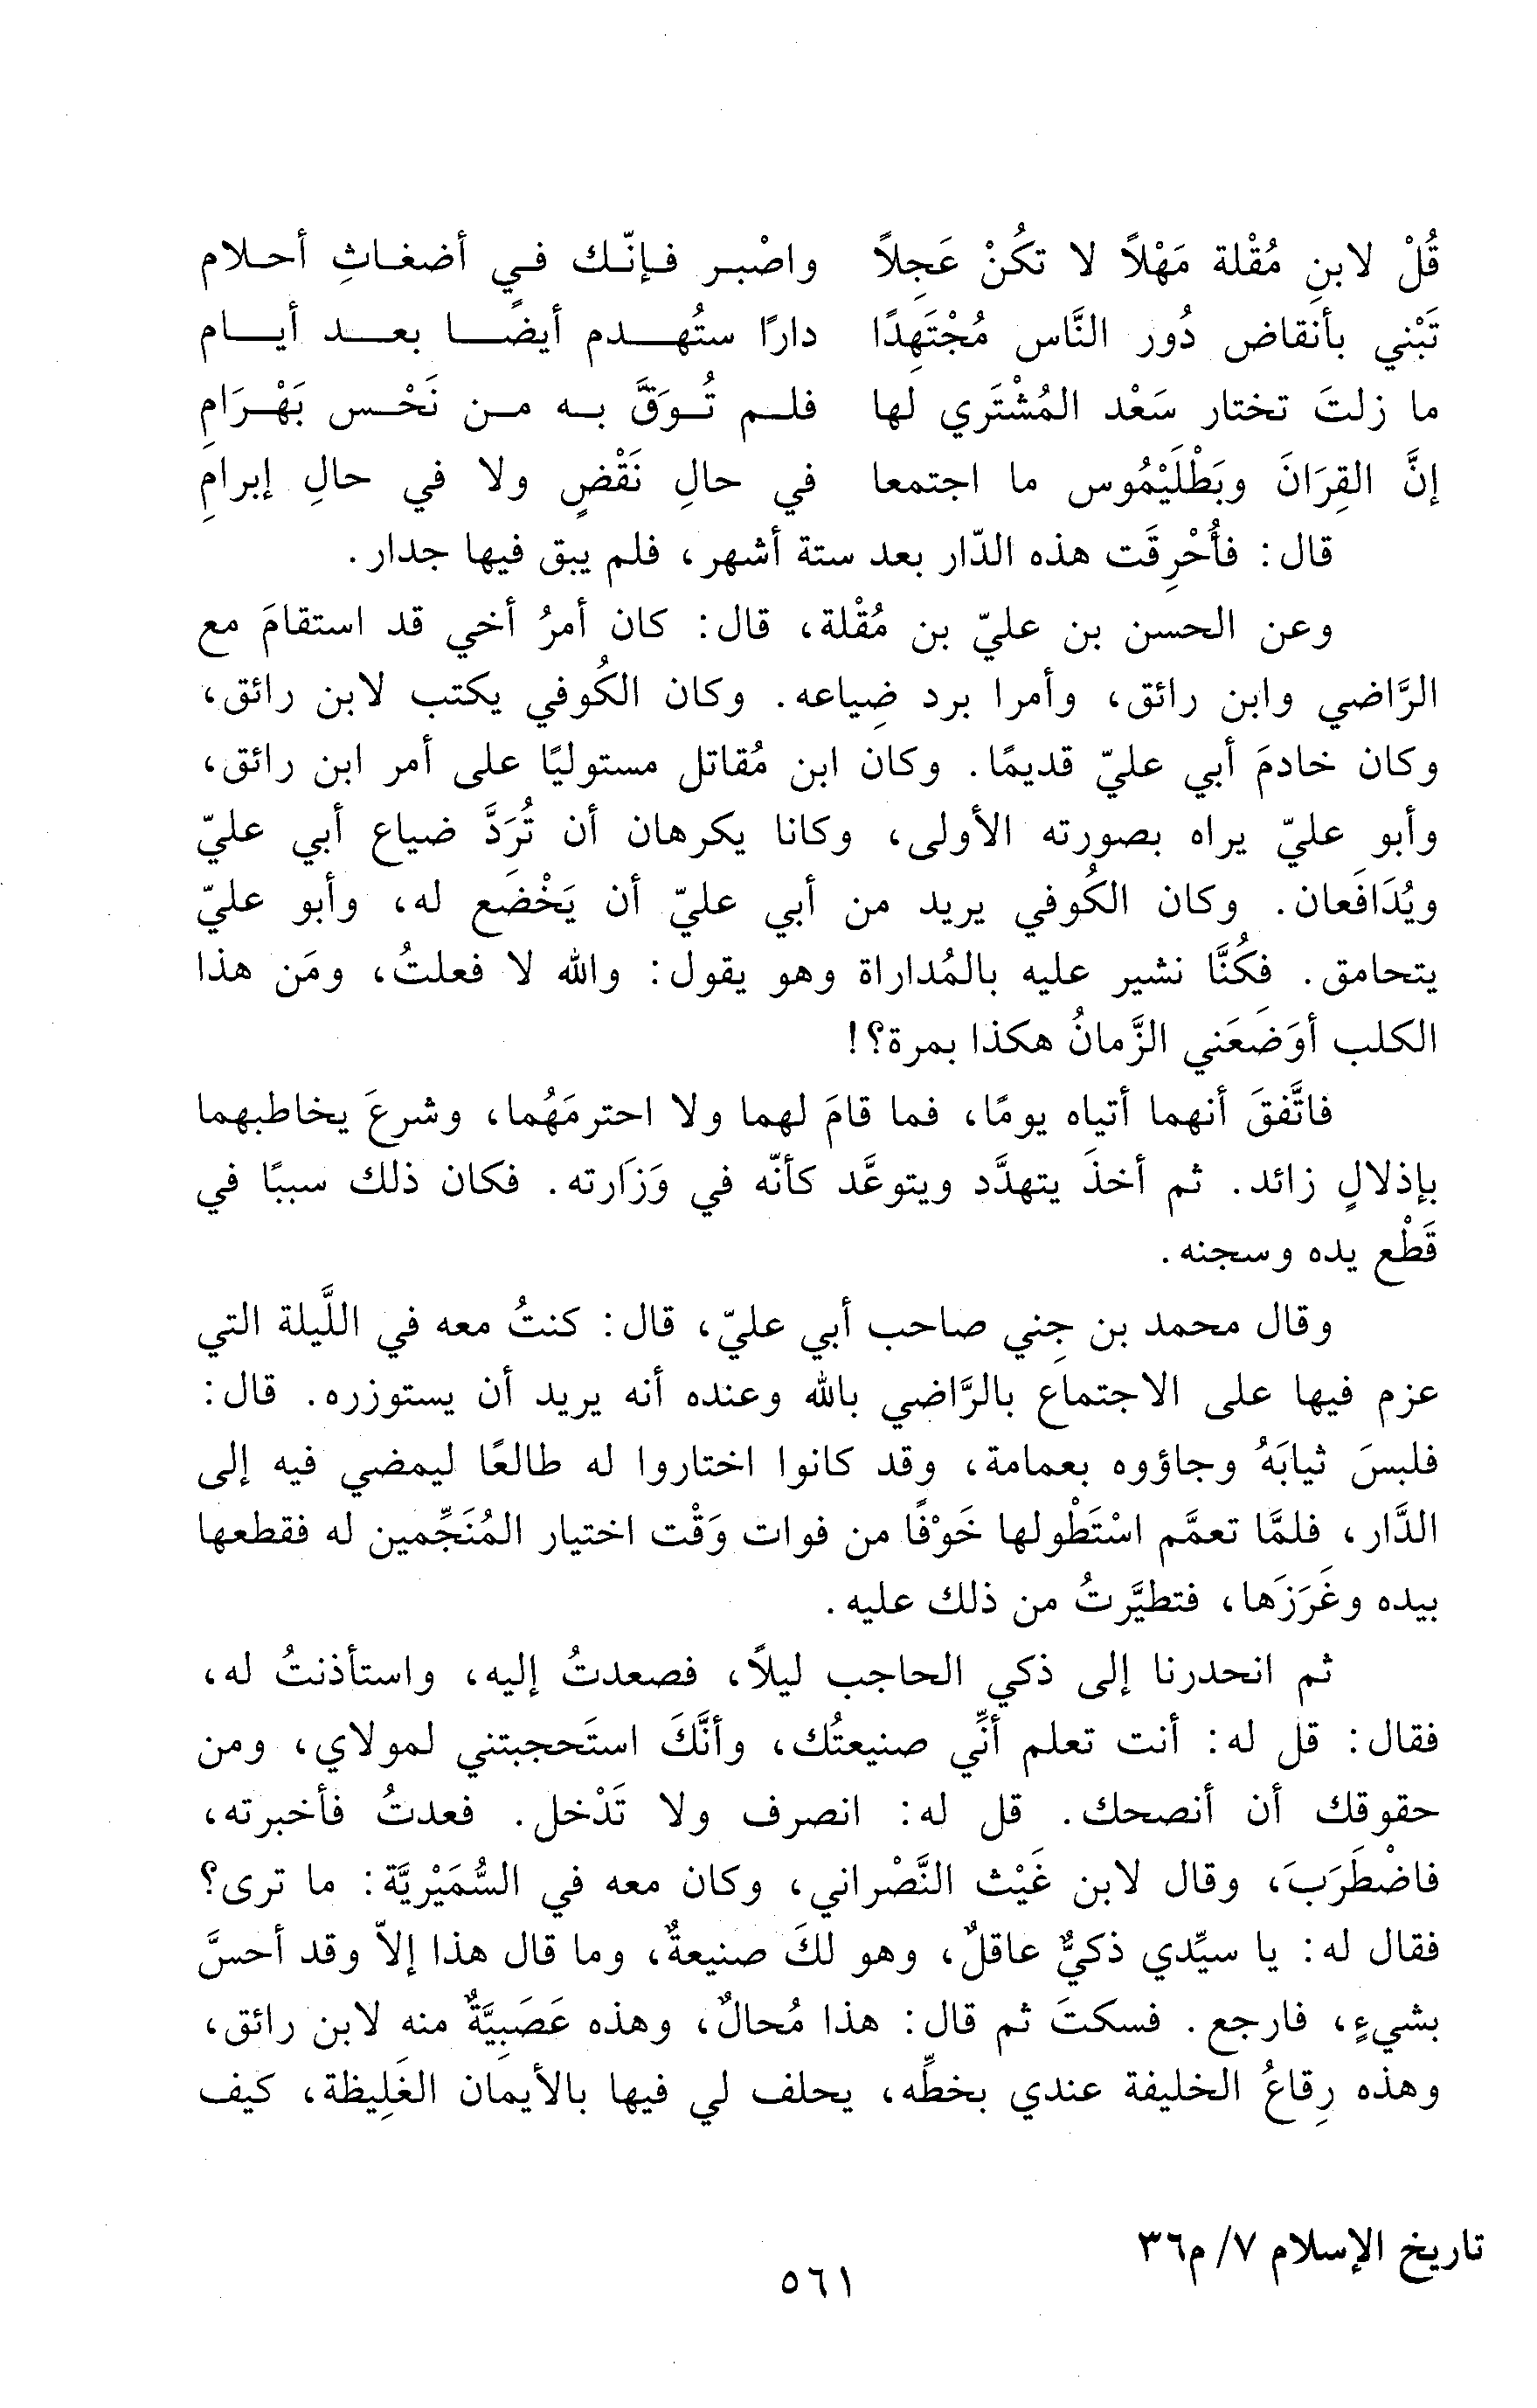 قُلْ لابنِ مُقْلة مَهْلاً لا تكُنْ عَجِلاً واصْبر فإنّك في أضغاثِ أحلام
تَبْني بأنقاض دُور النَّاس مُجْتَهِدًا دارًا ستُهدم أيضًا بعد أيام
ما زلتَ تختار سَعْد المُشْتَري لها فلم تُوَقَّ به من نَحْس بَهْرَامِ
إنَّ القِرَانَ وبَطْلَيْمُوس ما اجتمعا في حالِ نَقْضٍ ولا في حالِ إبرامِ
قال: فأُحْرِقَت هذه الدّار بعد ستة أشهر، فلم يبق فيها جدار.
وعن الحسن بن عليّ بن مُقْلة، قال: كان أمرُ أخي قد استقامَ مع
الرَّاضي وابن رائق، وأمرا برد ضِياعه. وكان الكُوفي يكتب لابن رائق،
وكان خادمَ أبي عليّ قديمًا. وكان ابن مُقاتل مستوليًا على أمر ابن رائق،
وأبو عليّ يراه بصورته الأولى، وكانا يكرهان أن تُرَدَّ ضياع أبي عليّ
ويُدَافَعان. وكان الكُوفي يريد من أبي عليّ أن يَخْضَع له، وأبو عليّ
يتحامق. فكُنَّا نشير عليه بالمُداراة وهو يقول: والله لا فعلتُ، ومَن هذا
الكلب أوَضَعَني الزَّمانُ هكذا بمرة؟!
فاتَّفقَ أنهما أتياه يومًا، فما قامَ لهما ولا احترمَهُما، وشرعَ يخاطبهما
بإذلالٍ زائد. ثم أخذَ يتهدَّد ويتوعَّد كأنّه في وَزَارته. فكان ذلك سببًا في
قَطْع يده وسجنه.
وقال محمد بن جِني صاحب أبي عليّ، قال: كنتُ معه في اللَّيلة التي
عزم فيها على الاجتماع بالرَّاضي بالله وعنده أنه يريد أن يستوزره. قال:
فلبسَ ثيابَهُ وجاؤوه بعمامة، وقد كانوا اختاروا له طالعًا ليمضي فيه إلى
الدَّار، فلمَّا تعمَّم اسْتَطْولها خَوْفًا من فوات وَقْت اختيار المُنَجِّمين له فقطعها
بيده وغَرَزَها، فتطيَّرتُ من ذلك عليه.
ثم انحدرنا إلى ذكي الحاجب ليلاً، فصعدتُ إليه، واستأذنتُ له،
فقال: قل له: أنت تعلم أنِّي صنيعتُك، وأنَّكَ استَحجبتني لمولاي، ومن
حقوقك أن أنصحك. قل له: انصرف ولا تَدْخل. فعدتُ فأخبرته،
فاضْطَرَبَ، وقال لابن غَيْث النَّصْراني، وكان معه في السُّمَيْريَّة: ما ترى؟
فقال له: يا سيِّدي ذكيٌّ عاقلٌ، وهو لكَ صنيعةٌ، وما قال هذا إلاّ وقد أحسَّ
بشيءٍ، فارجع. فسكتَ ثم قال: هذا مُحالٌ، وهذه عَصَبِيَّةٌ منه لابن رائق،
وهذه رِقاعُ الخليفة عندي بخطِّه، يحلف لي فيها بالأيمان الغَلِيظة، كيف
تاريخ الإسلام ٧/ م٣٦
٥٦١